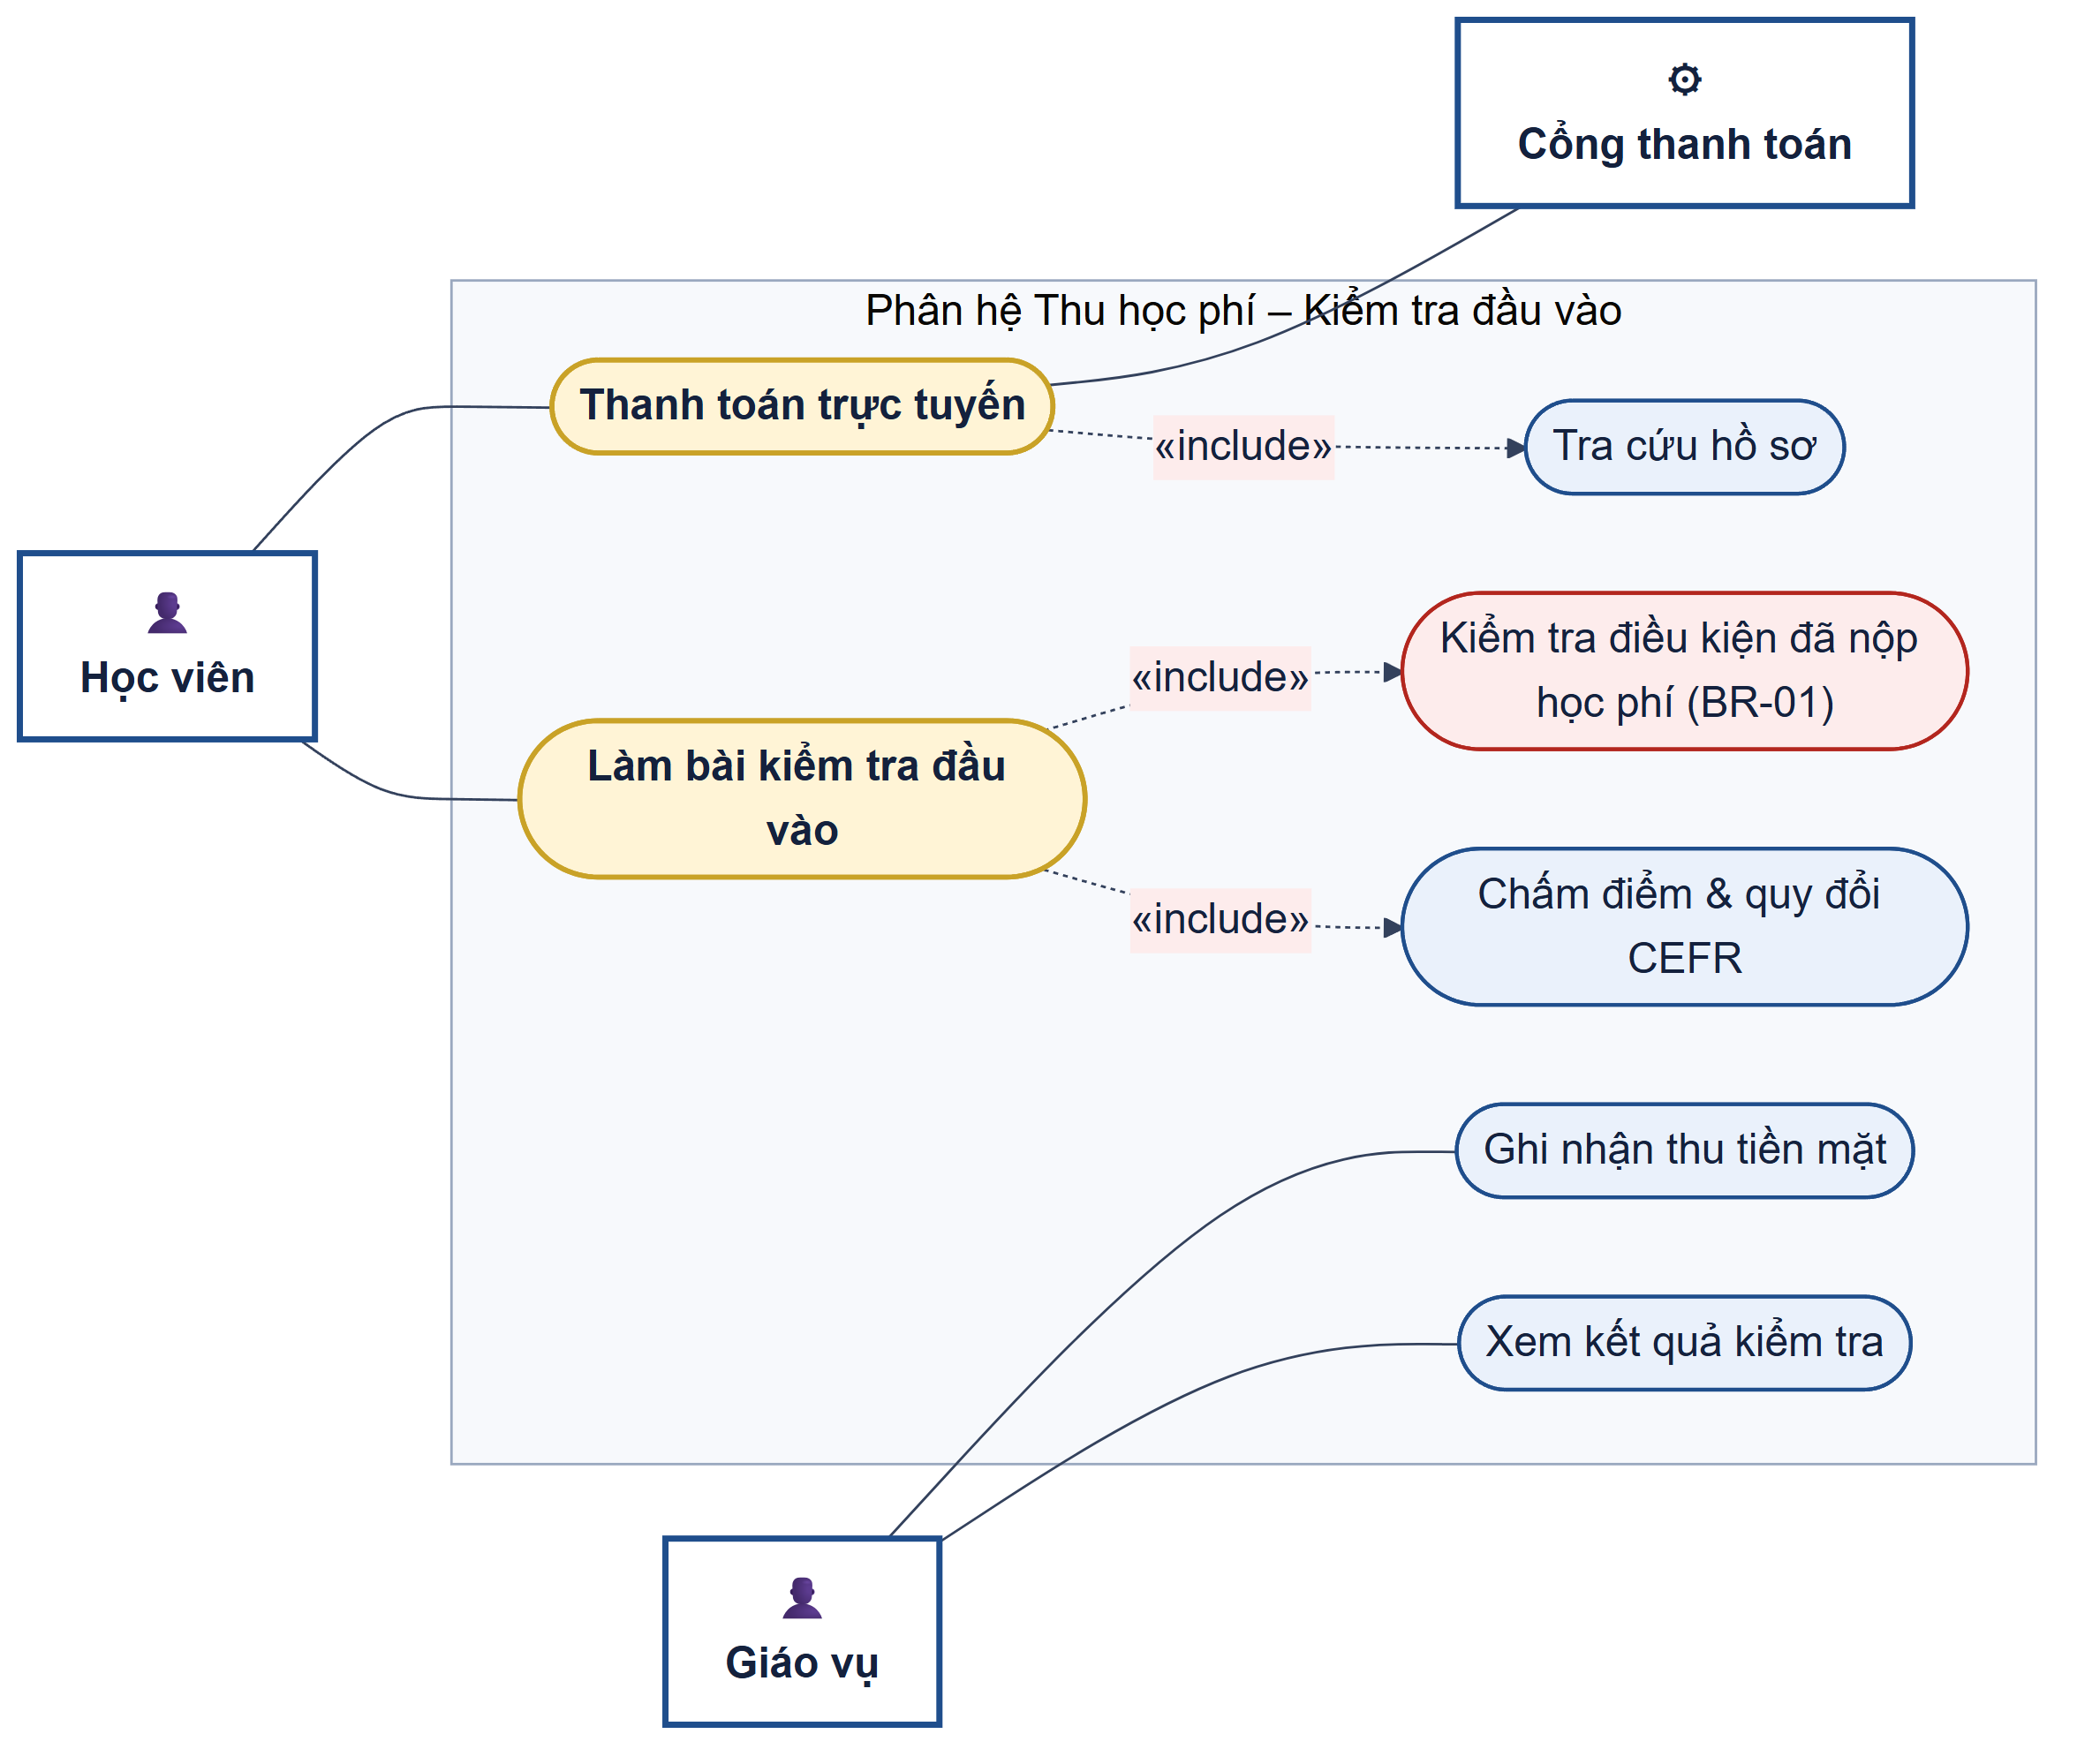 Cổng thanh toán
Phân hệ Thu học phí – Kiểm tra đầu vào
Thanh toán trực tuyến
«include»
Tra cứu hồ sơ
Học viên
«include»
Kiểm tra điều kiện đã nộp
học phí (BR-01)
Làm bài kiểm tra đầu
vào
«include»
Chấm điểm & quy đổi
CEFR
Ghi nhận thu tiền mặt
Xem kết quả kiểm tra
Giáo vụ